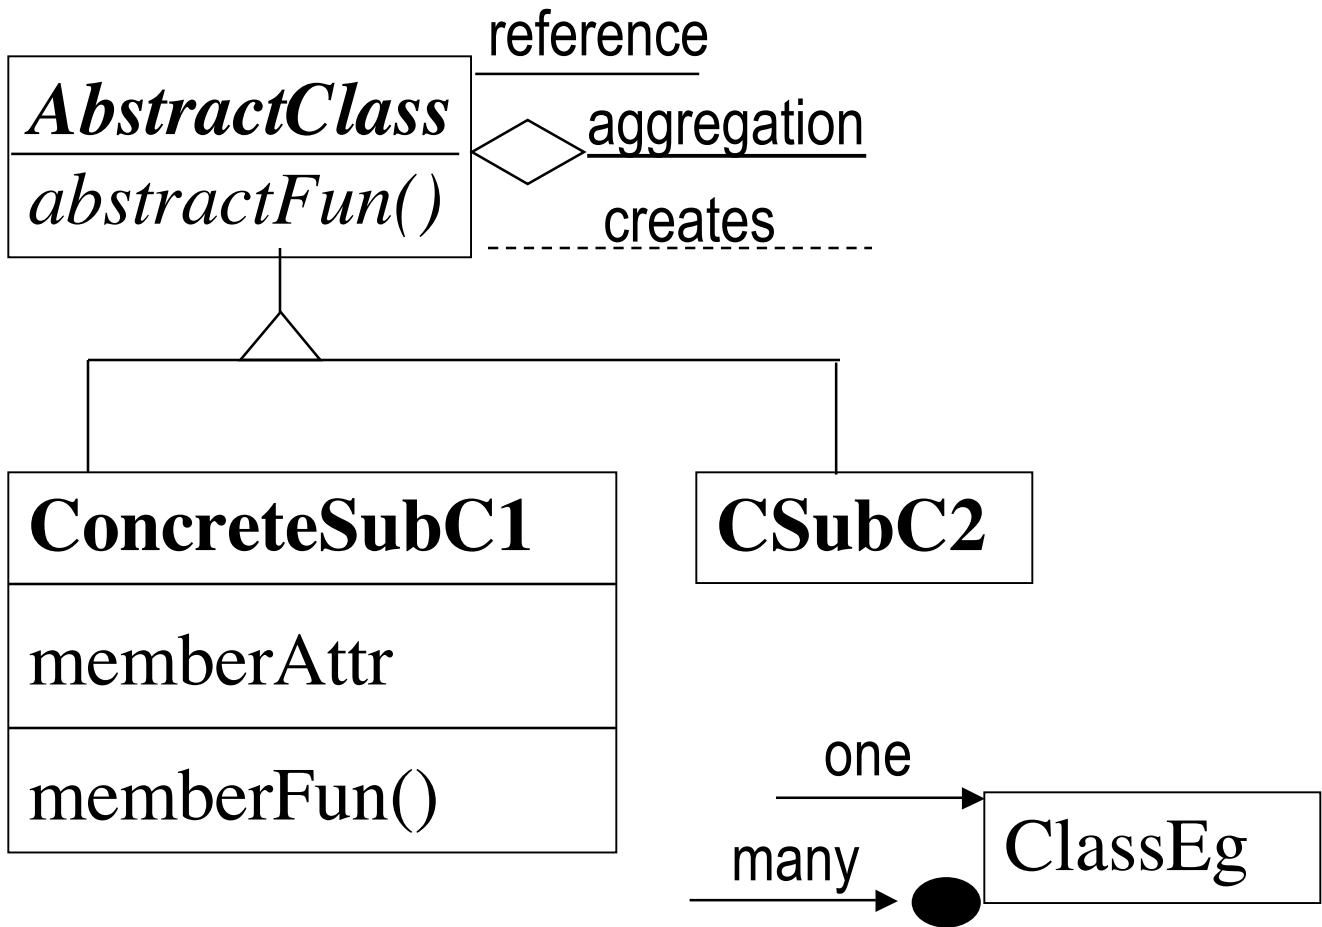 reference
AbstractClass
aggregation
abstractFun()
creates
ConcreteSubC1
CSubC2
memberAttr
memberFun()
one
ClassEg
many